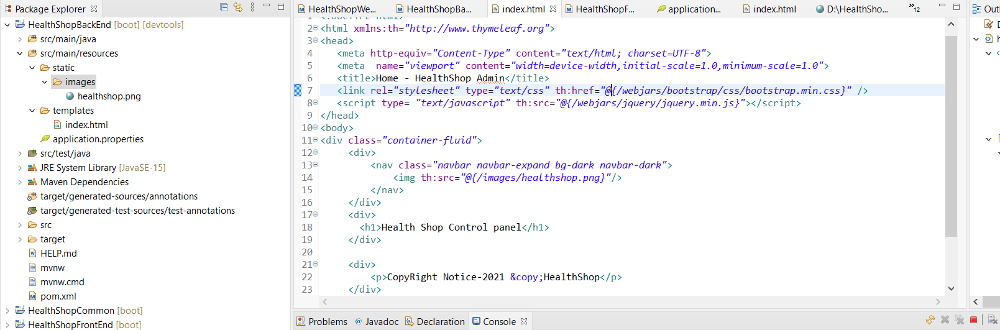 Package Explorer
HealthShopBackEnd [boot] [devtools]
src/main/java
src/main/resources
static
images
healthshop.png
templates
index.html
application.properties
src/test/java
JRE System Library [JavaSE-15]
Maven Dependencies
target/generated-sources/annotations
target/generated-test-sources/test-annotations
src
target
HELP.md
mvnw
mvnw.cmd
pom.xml
HealthShopCommon [boot]
HealthShopFrontEnd [boot]
HealthShopWe... HealthShopBa... index.html HealthShopF... application... index.html D:\HealthSho... »12
1 <!DOCTYPE html>
2 <html xmlns:th="http://www.thymeleaf.org">
3 <head>
4 <meta http-equiv="Content-Type" content="text/html; charset=UTF-8">
5 <meta  name="viewport" content="width=device-width,initial-scale=1.0,minimum-scale=1.0">
6 <title>Home - HealthShop Admin</title>
7 <link rel="stylesheet" type="text/css" th:href="@{/webjars/bootstrap/css/bootstrap.min.css}" />
8 <script type= "text/javascript" th:src="@{/webjars/jquery/jquery.min.js}"></script>
9 </head>
10 <body>
11 <div class="container-fluid">
12 <div>
13 <nav class="navbar navbar-expand bg-dark navbar-dark">
14 <img th:src="@{/images/healthshop.png}"/>
15 </nav>
16 </div>
17 <div>
18 <h1>Health Shop Control panel</h1>
19 </div>
20
21 <div>
22 <p>CopyRight Notice-2021 &copy;HealthShop</p>
23 </div>
Problems @ Javadoc Declaration Console
Outl